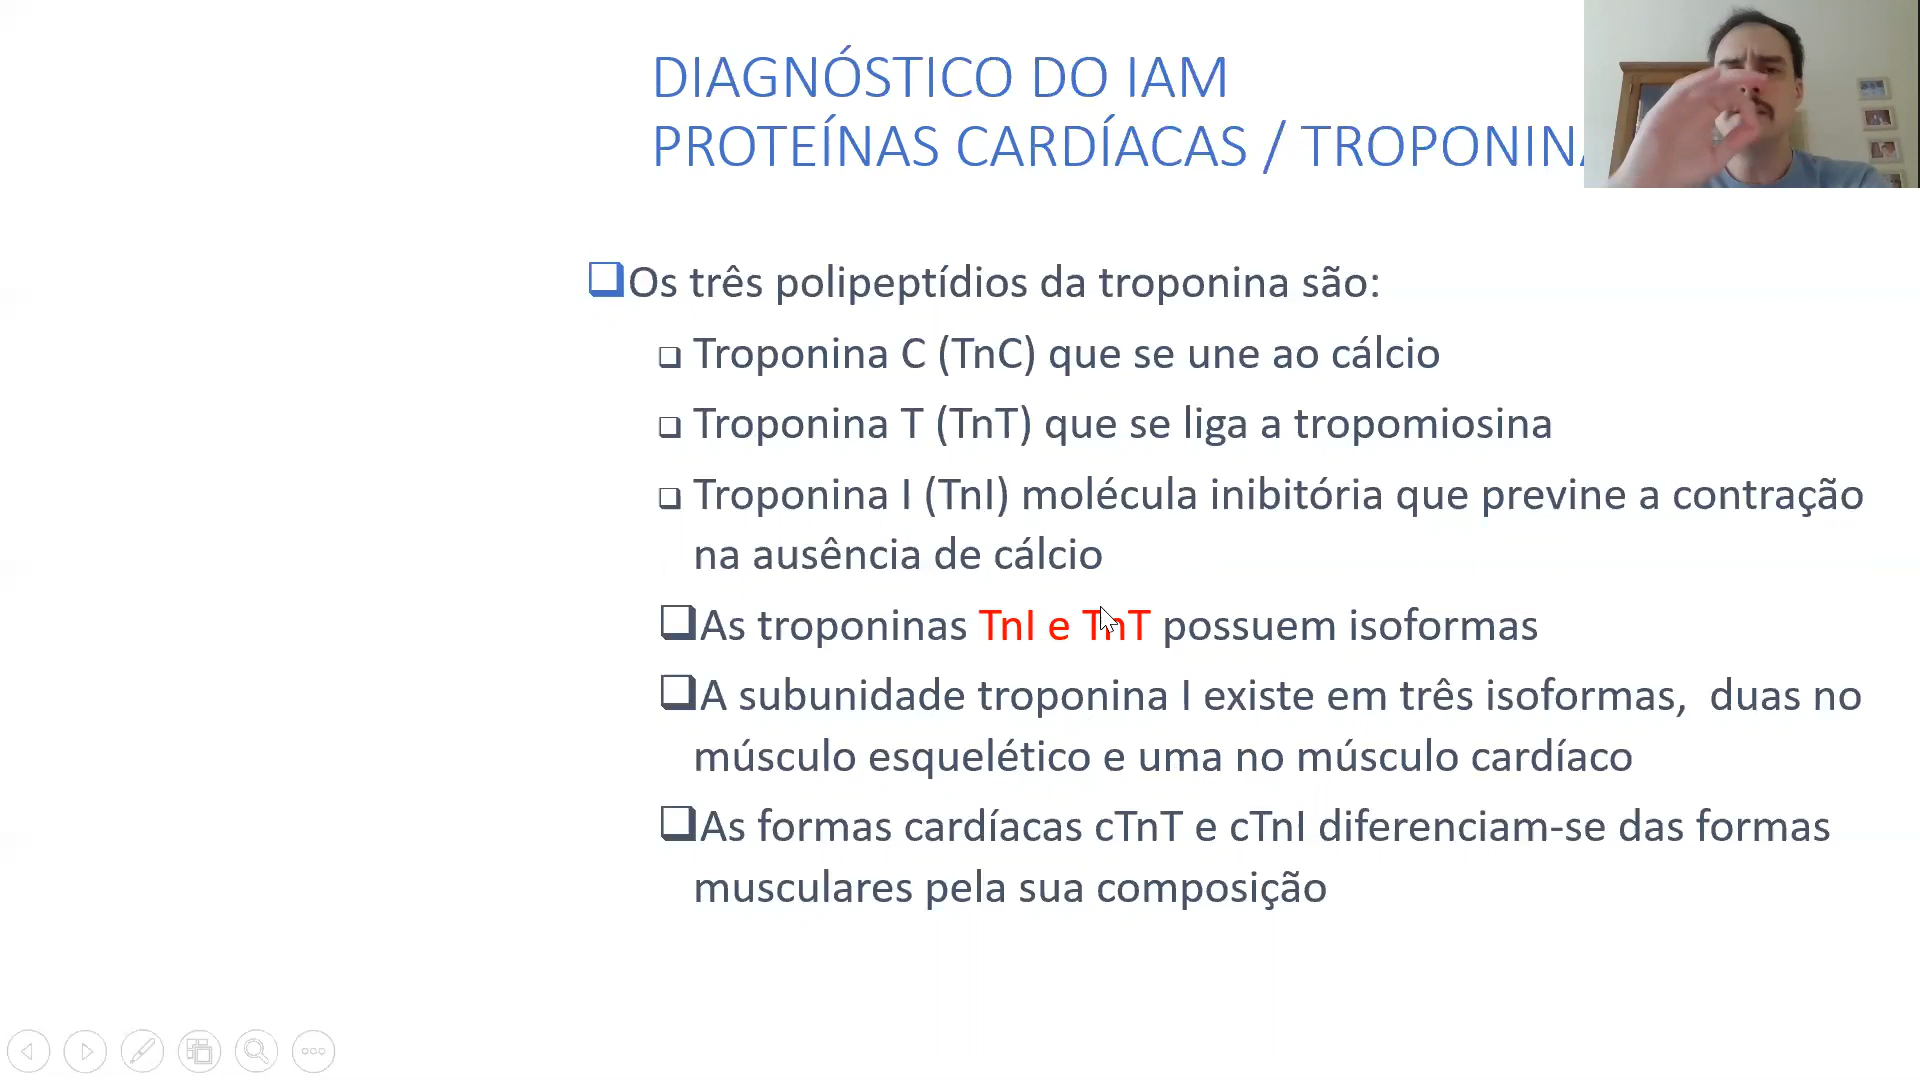 DIAGNÓSTICO DO IAM
PROTEÍNAS CARDÍACAS / TROPONINA
Os três polipeptídios da troponina são:
Troponina C (TnC) que se une ao cálcio
Troponina T (TnT) que se liga a tropomiosina
Troponina I (TnI) molécula inibitória que previne a contração
na ausência de cálcio
As troponinas TnI e TnT possuem isoformas
A subunidade troponina I existe em três isoformas, duas no
músculo esquelético e uma no músculo cardíaco
As formas cardíacas cTnT e cTnI diferenciam-se das formas
musculares pela sua composição